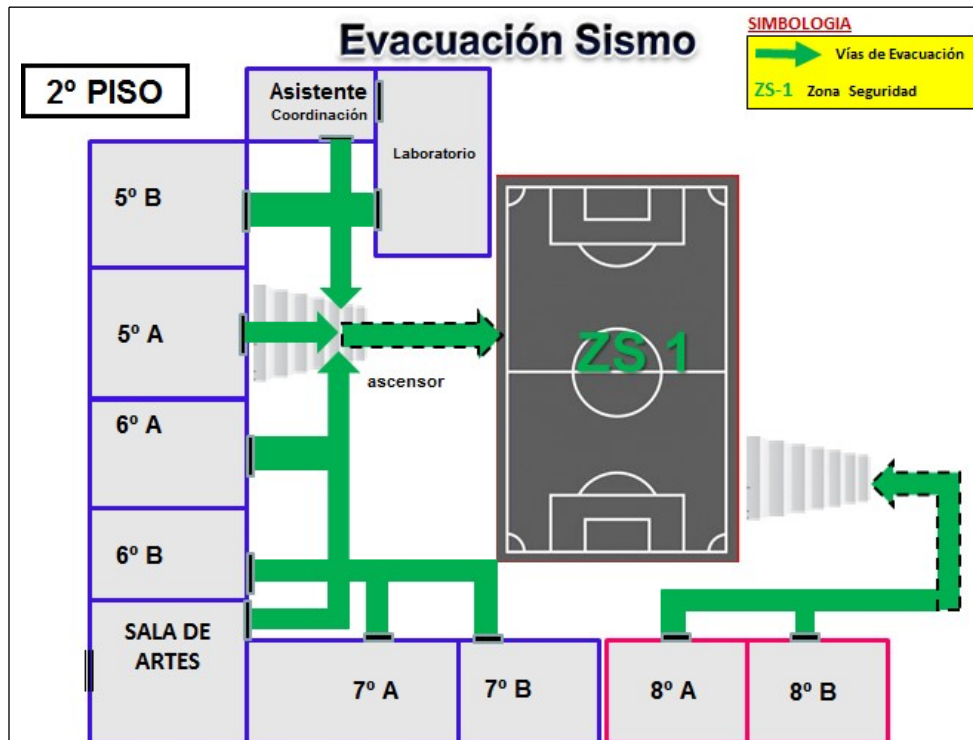 Evacuación Sismo
SIMBOLOGIA
Vías de Evacuación
ZS-1 Zona Seguridad
2º PISO
Asistente
Coordinación
Laboratorio
5º B
5º A
ascensor
ZS 1
6º A
6º B
SALA DE
ARTES
7º A
7º B
8º A
8º B